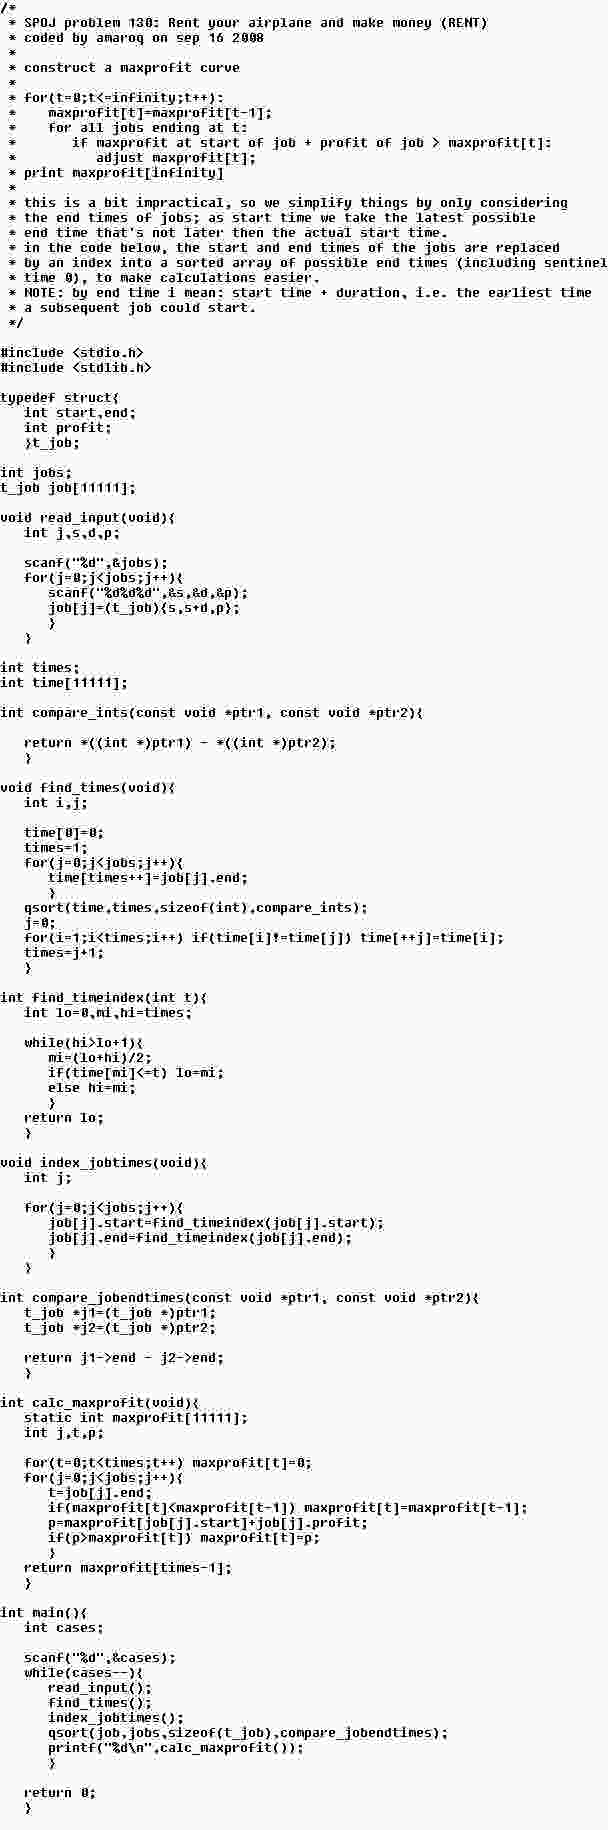 /*
 * SPOJ problem 130: Rent your airplane and make money (RENT)
 * coded by amaroq on sep 16 2008
 *
 * construct a maxprofit curve
 *
 * for(t=0;t<=infinity;t++):
 *    maxprofit[t]=maxprofit[t-1];
 *    for all jobs ending at t:
 *       if maxprofit at start of job + profit of job > maxprofit[t]:
 *          adjust maxprofit[t];
 * print maxprofit[infinity]
 *
 * this is a bit impractical, so we simplify things by only considering
 * the end times of jobs; as start time we take the latest possible
 * end time that's not later then the actual start time.
 * in the code below, the start and end times of the jobs are replaced
 * by an index into a sorted array of possible end times (including sentinel
 * time 0), to make calculations easier.
 * NOTE: by end time i mean: start time + duration, i.e. the earliest time
 * a subsequent job could start.
 */

#include <stdio.h>
#include <stdlib.h>

typedef struct{
   int start,end;
   int profit;
   }t_job;

int jobs;
t_job job[11111];

void read_input(void){
   int j,s,d,p;

   scanf("%d",&jobs);
   for(j=0;j<jobs;j++){
      scanf("%d%d%d",&s,&d,&p);
      job[j]=(t_job){s,s+d,p};
      }
   }

int times;
int time[11111];

int compare_ints(const void *ptr1, const void *ptr2){

   return *((int *)ptr1) - *((int *)ptr2);
   }

void find_times(void){
   int i,j;

   time[0]=0;
   times=1;
   for(j=0;j<jobs;j++){
      time[times++]=job[j].end;
      }
   qsort(time,times,sizeof(int),compare_ints);
   j=0;
   for(i=1;i<times;i++) if(time[i]!=time[j]) time[++j]=time[i];
   times=j+1;
   }

int find_timeindex(int t){
   int lo=0,mi,hi=times;

   while(hi>lo+1){
      mi=(lo+hi)/2;
      if(time[mi]<=t) lo=mi;
      else hi=mi;
      }
   return lo;
   }

void index_jobtimes(void){
   int j;

   for(j=0;j<jobs;j++){
      job[j].start=find_timeindex(job[j].start);
      job[j].end=find_timeindex(job[j].end);
      }
   }

int compare_jobendtimes(const void *ptr1, const void *ptr2){
   t_job *j1=(t_job *)ptr1;
   t_job *j2=(t_job *)ptr2;

   return j1->end - j2->end;
   }

int calc_maxprofit(void){
   static int maxprofit[11111];
   int j,t,p;

   for(t=0;t<times;t++) maxprofit[t]=0;
   for(j=0;j<jobs;j++){
      t=job[j].end;
      if(maxprofit[t]<maxprofit[t-1]) maxprofit[t]=maxprofit[t-1];
      p=maxprofit[job[j].start]+job[j].profit;
      if(p>maxprofit[t]) maxprofit[t]=p;
      }
   return maxprofit[times-1];
   }

int main(){
   int cases;

   scanf("%d",&cases);
   while(cases--){
      read_input();
      find_times();
      index_jobtimes();
      qsort(job,jobs,sizeof(t_job),compare_jobendtimes);
      printf("%d\n",calc_maxprofit());
      }

   return 0;
   }